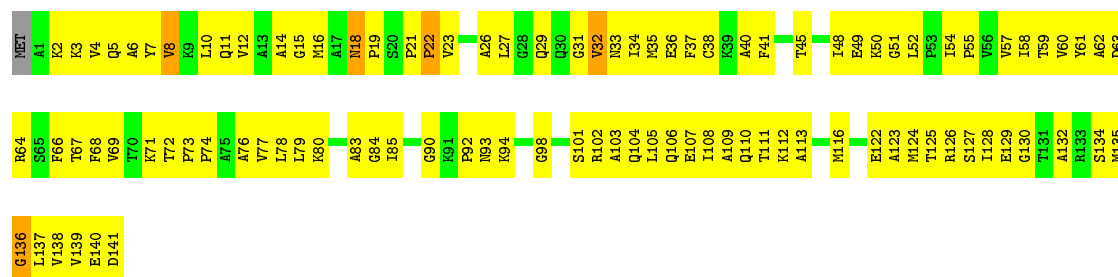 MET A1 K2 K3 V4 Q5 A6 Y7 V8 K9 L10 Q11 V12 A13 A14 G15 M16 A17 N18 P19 S20 P21 P22 V23 A26 L27 G28 Q29 Q30 G31 V32 N33 I34 M35 E36 F37 C38 K39 A40 F41 T45 I48 E49 K50 G51 L52 P53 I54 P55 V56 V57 I58 T59 V60 Y61 A62 D63
R64 S65 F66 T67 F68 V69 T70 K71 T72 P73 P74 A75 A76 V77 L78 L79 K80 A83 G84 I85 G90 K91 P92 N93 K94 G98 S101 R102 A103 Q104 L105 Q106 E107 I108 A109 Q110 T111 K112 A113 M116 E122 A123 M124 T125 R126 S127 I128 E129 G130 T131 A132 R133 S134 M135
G136 L137 V138 V139 E140 D141